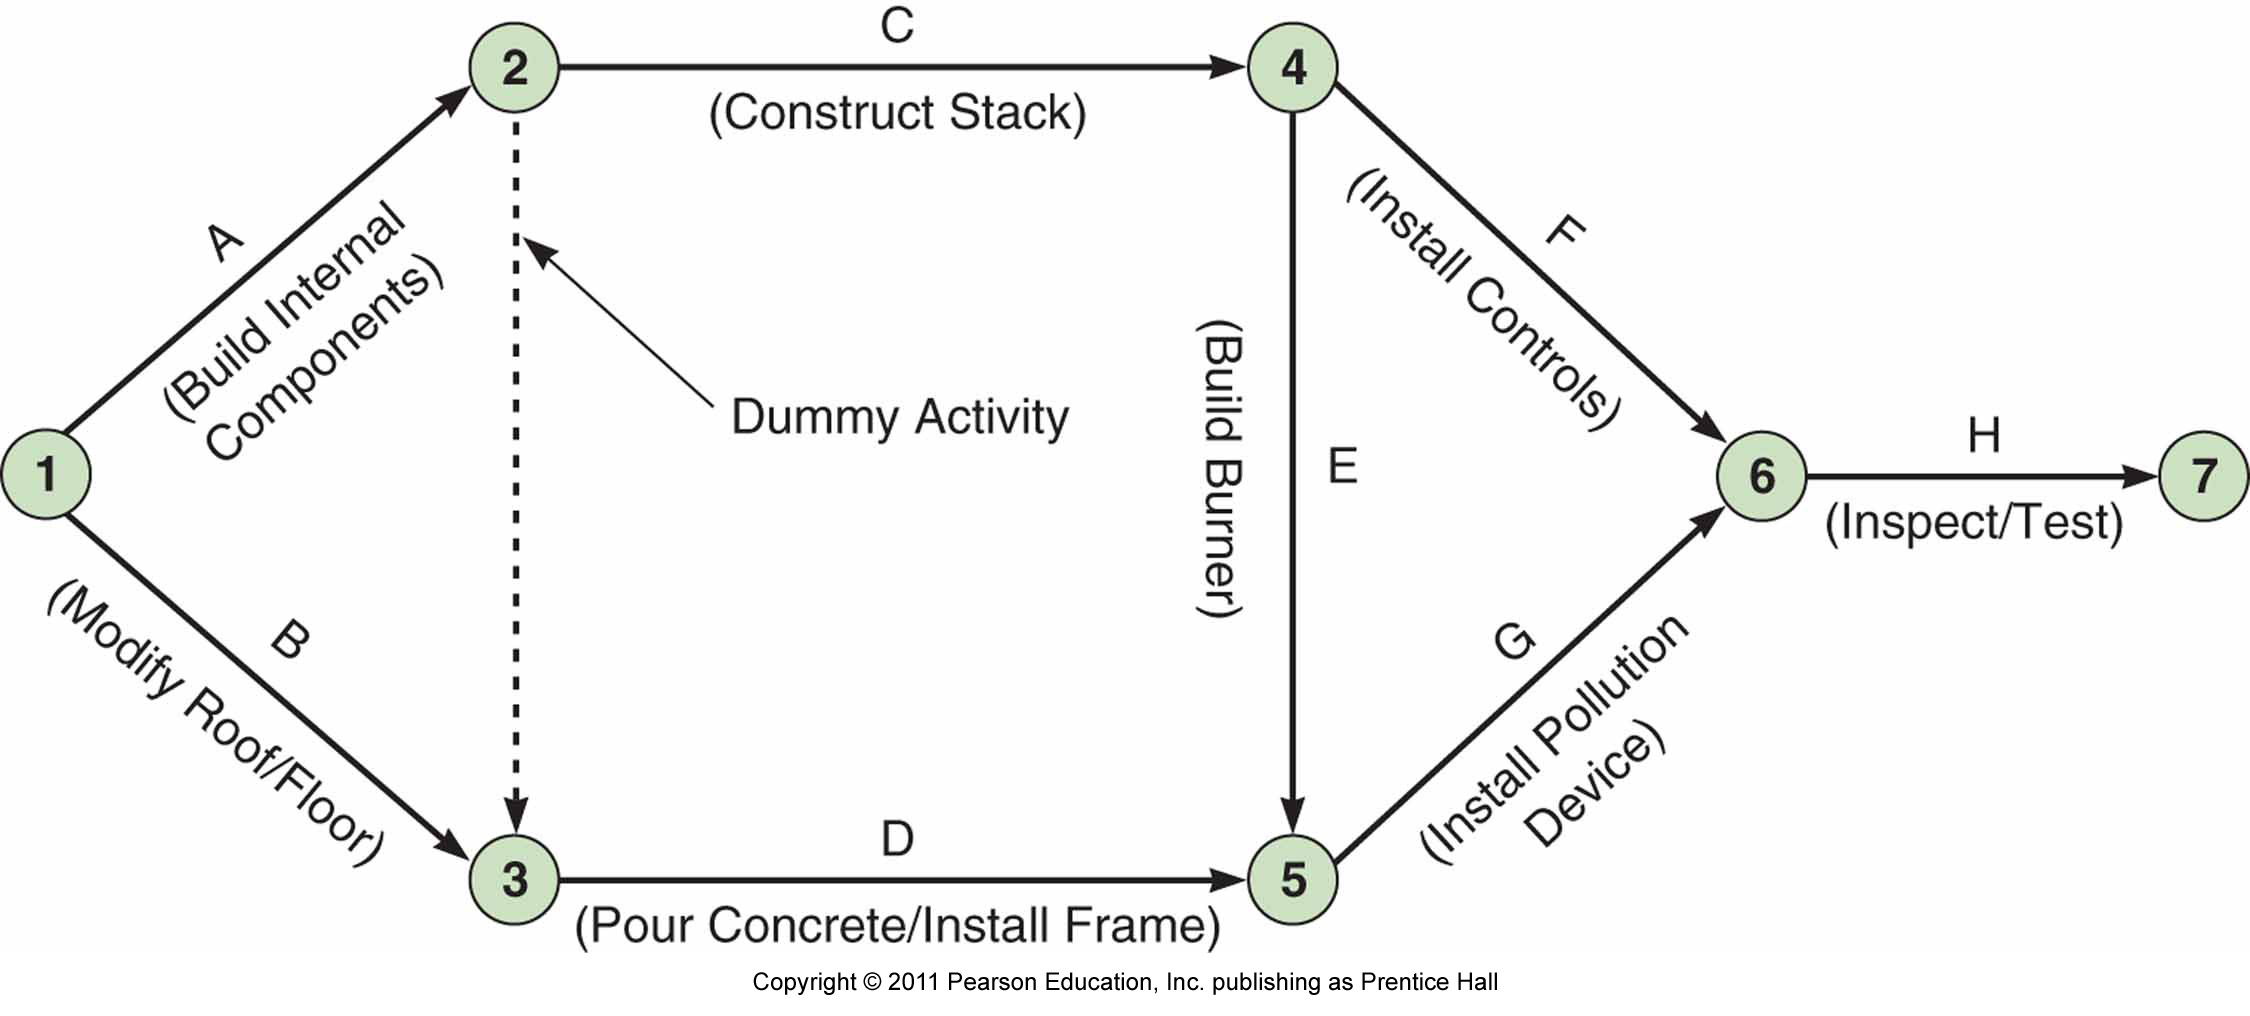 C
2
4
(Construct Stack)
A
(Build Internal
Components)
F
(Install Controls)
Dummy Activity
(Build Burner)
E
1
H
6
7
(Inspect/Test)
B
(Modify Roof/Floor)
G
(Install Pollution
Device)
D
3
5
(Pour Concrete/Install Frame)
Copyright © 2011 Pearson Education, Inc. publishing as Prentice Hall